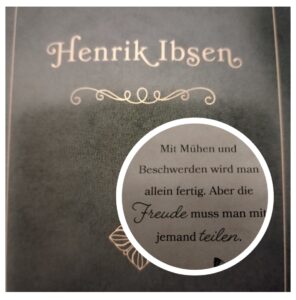 Henrik Ibsen
Mit Mühen und
Beschwerden wird man
allein fertig. Aber die
Freude muss man mit
jemand teilen.